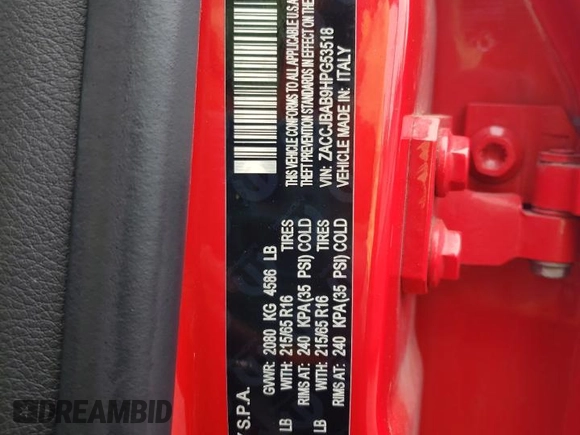 Y S.P.A.
GVWR: 2080 KG 4586 LB
LB WITH: 215/65 R16 TIRES
RIMS AT: 240 KPA(35 PSI) COLD
LB WITH: 215/65 R16 TIRES
RIMS AT: 240 KPA(35 PSI) COLD
THIS VEHICLE CONFORMS TO ALL APPLICABLE U.S.A
THEFT PREVENTION STANDARDS IN EFFECT ON THE
VIN: ZACCJBAB9HPG53518
VEHICLE MADE IN: ITALY
DREAMBID